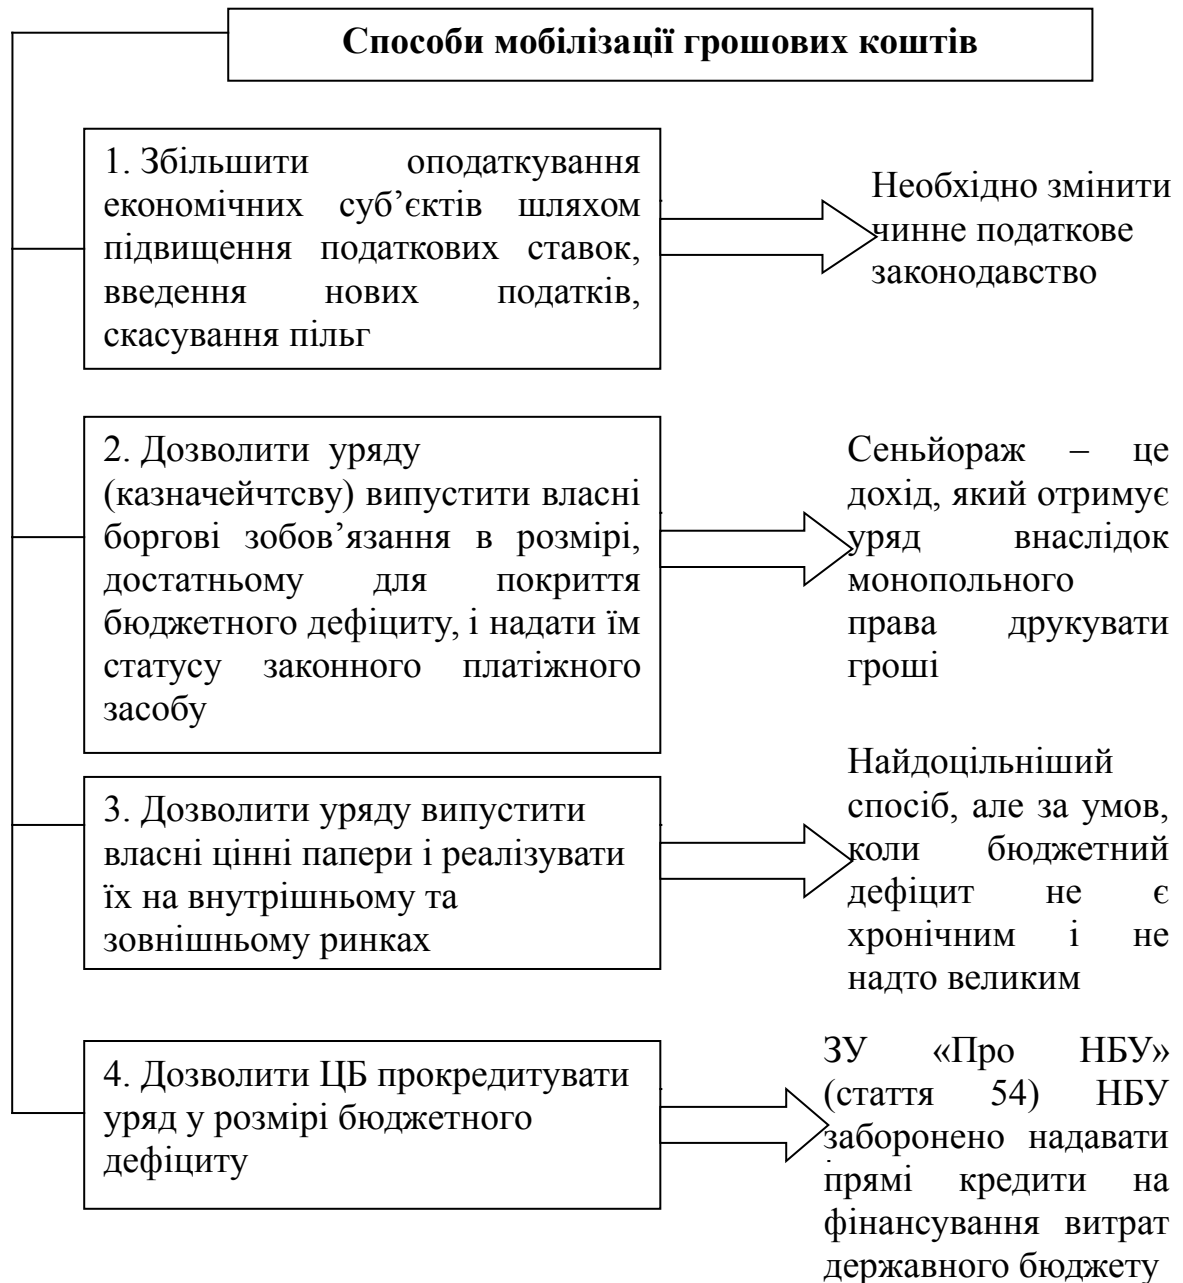 Способи мобілізації грошових коштів
1. Збільшити оподаткування
економічних суб’єктів шляхом
підвищення податкових ставок,
введення нових податків,
скасування пільг
Необхідно змінити
чинне податкове
законодавство
2. Дозволити уряду
(казначейчтсву) випустити власні
боргові зобов’язання в розмірі,
достатньому для покриття
бюджетного дефіциту, і надати їм
статусу законного платіжного
засобу
Сеньйораж – це
дохід, який отримує
уряд внаслідок
монопольного
права друкувати
гроші
3. Дозволити уряду випустити
власні цінні папери і реалізувати
їх на внутрішньому та
зовнішньому ринках
Найдоцільніший
спосіб, але за умов,
коли бюджетний
дефіцит не є
хронічним і не
надто великим
4. Дозволити ЦБ прокредитувати
уряд у розмірі бюджетного
дефіциту
ЗУ «Про НБУ»
(стаття 54) НБУ
заборонено надавати
прямі кредити на
фінансування витрат
державного бюджету